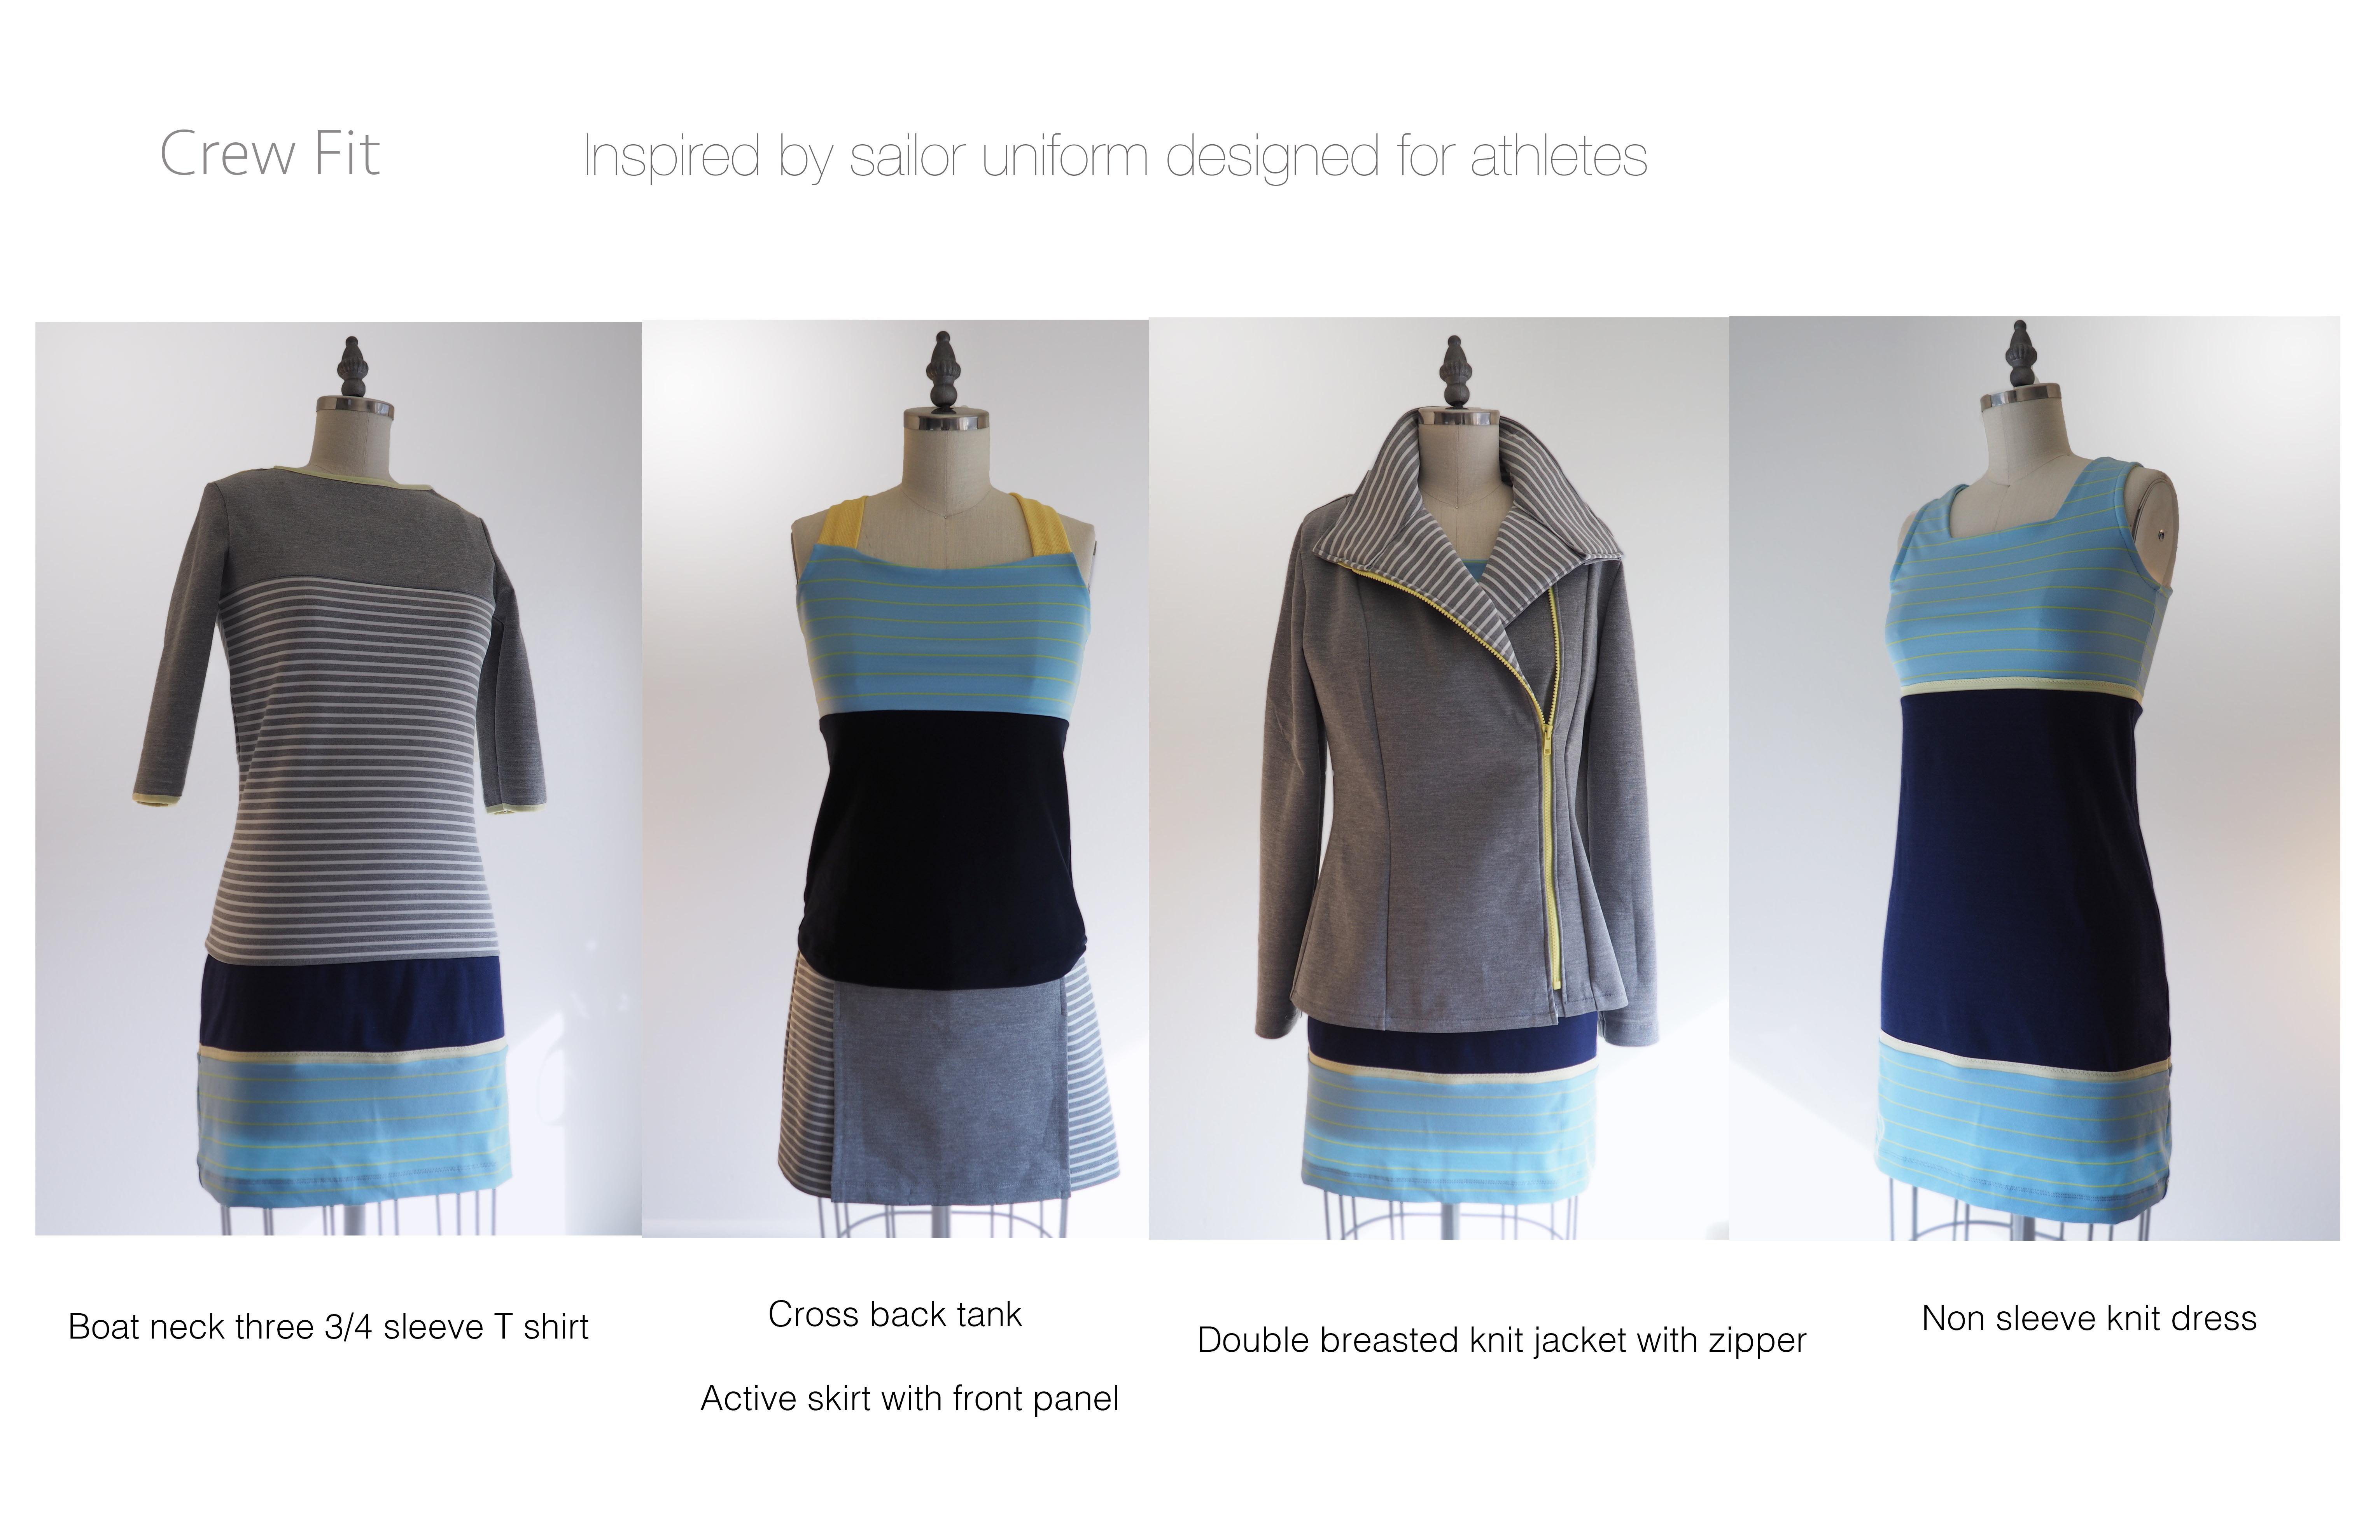 Crew Fit
Inspired by sailor uniform designed for athletes
Boat neck three 3/4 sleeve T shirt
Cross back tank
Active skirt with front panel
Double breasted knit jacket with zipper
Non sleeve knit dress